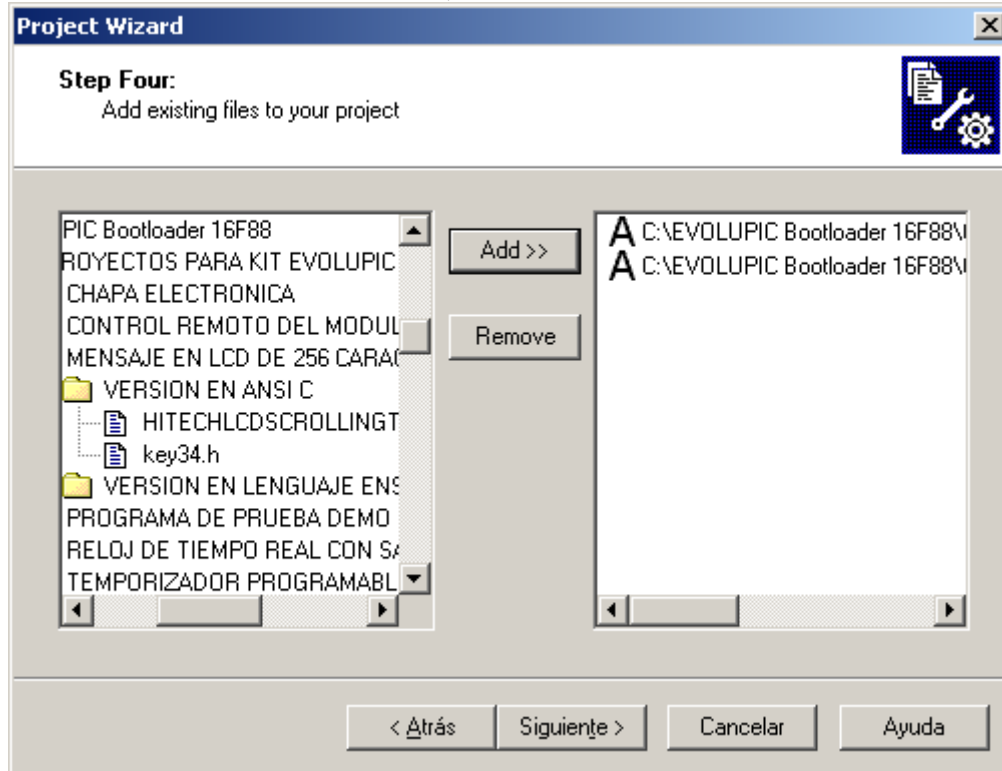 Project Wizard
Step Four:
Add existing files to your project
PIC Bootloader 16F88
ROYECTOS PARA KIT EVOLUPIC
CHAPA ELECTRONICA
CONTROL REMOTO DEL MODUL
MENSAJE EN LCD DE 256 CARAC
VERSION EN ANSI C
HITECHLCDSCROLLINGT
key34.h
VERSION EN LENGUAJE ENS
PROGRAMA DE PRUEBA DEMO
RELOJ DE TIEMPO REAL CON SA
TEMPORIZADOR PROGRAMABL
Add >>
Remove
A C:\EVOLUPIC Bootloader 16F88\
A C:\EVOLUPIC Bootloader 16F88\
< Atrás
Siguiente >
Cancelar
Ayuda